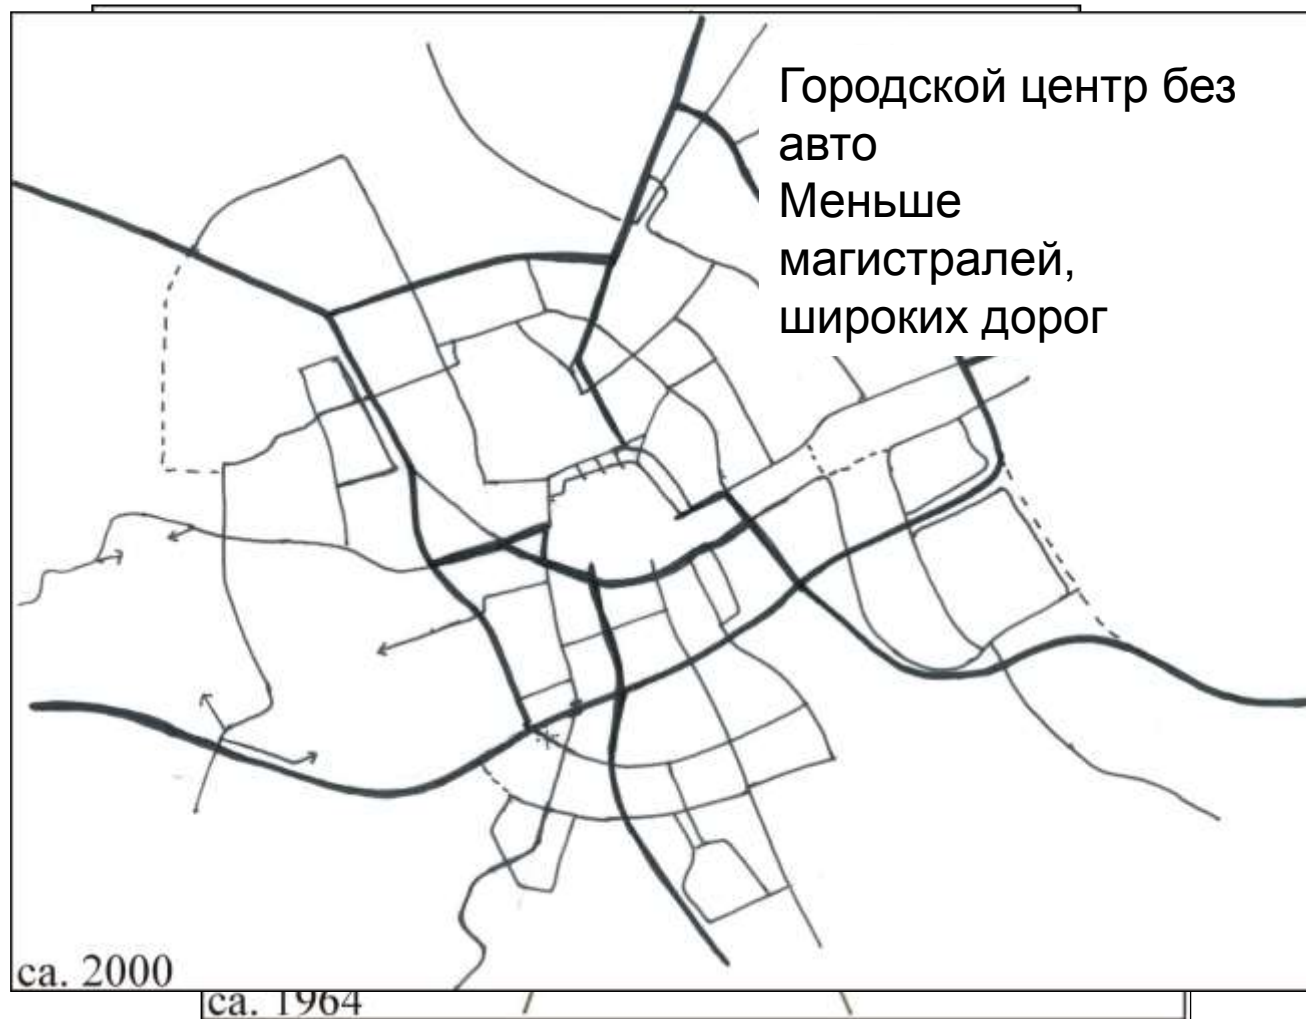 Городской центр без
авто
Меньше
магистралей,
широких дорог
ca. 2000
ca. 1964